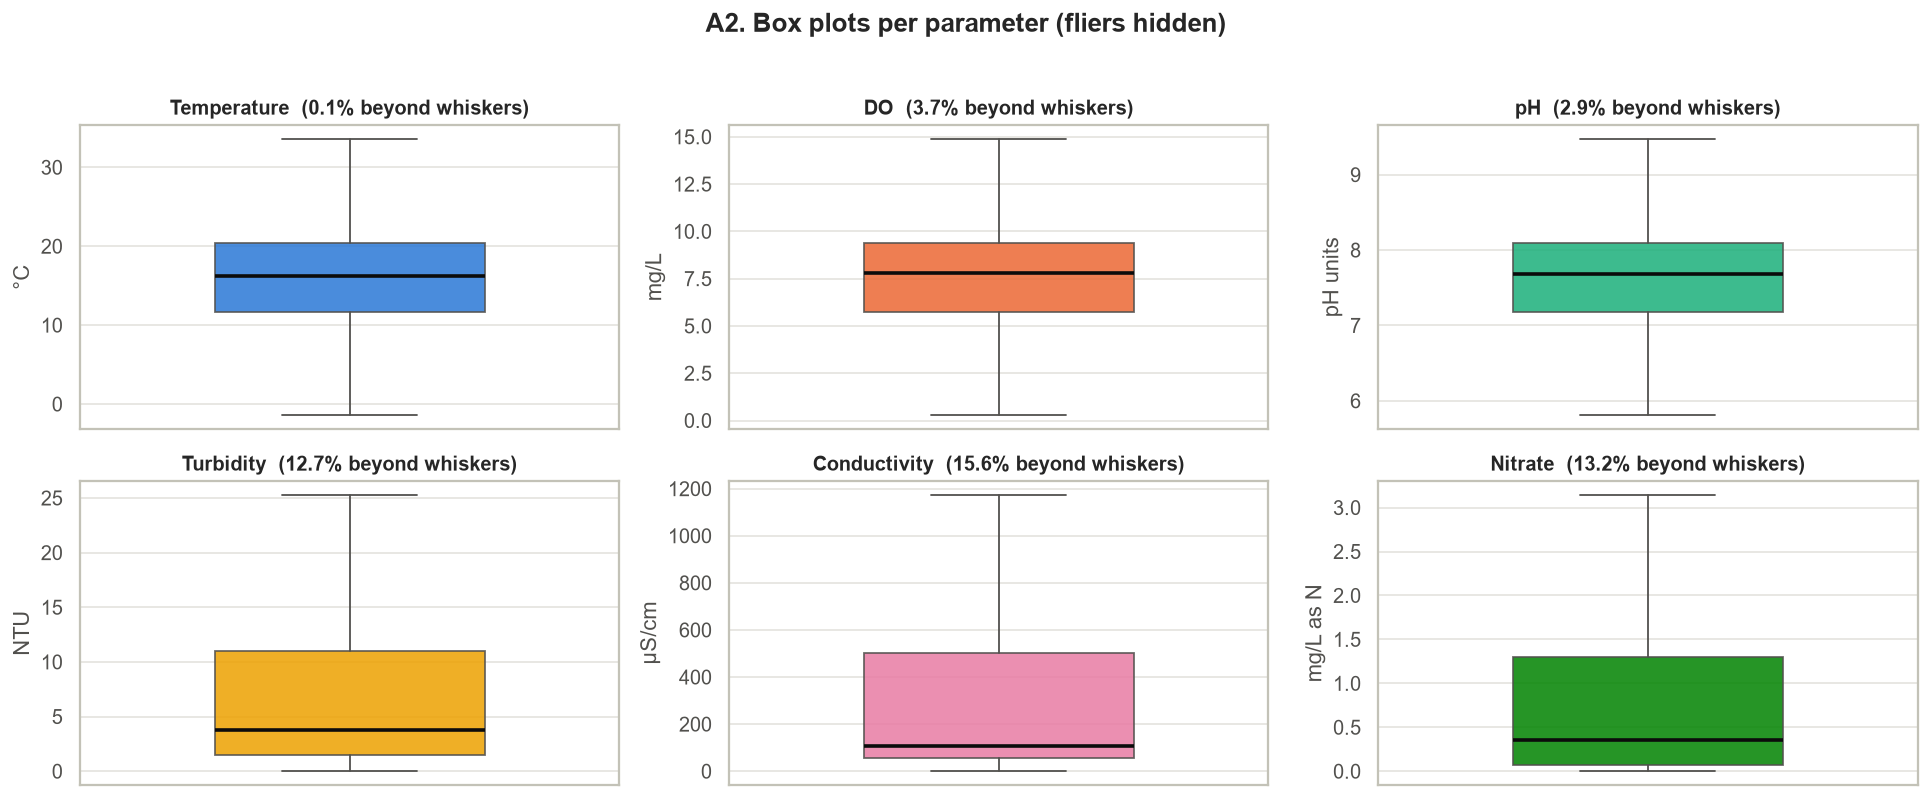 A2. Box plots per parameter (fliers hidden)
Temperature (0.1% beyond whiskers)
°C
30
20
10
0
DO (3.7% beyond whiskers)
mg/L
15.0
12.5
10.0
7.5
5.0
2.5
0.0
pH (2.9% beyond whiskers)
pH units
9
8
7
6
Turbidity (12.7% beyond whiskers)
NTU
25
20
15
10
5
0
Conductivity (15.6% beyond whiskers)
µS/cm
1200
1000
800
600
400
200
0
Nitrate (13.2% beyond whiskers)
mg/L as N
3.0
2.5
2.0
1.5
1.0
0.5
0.0